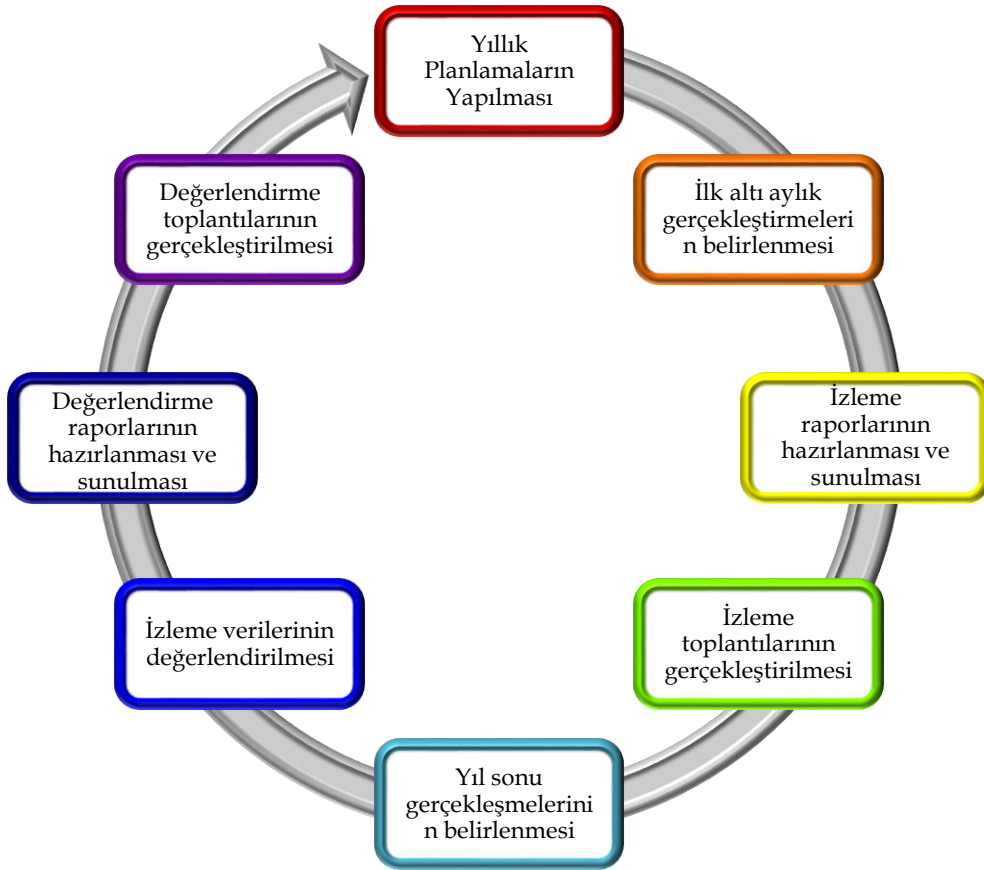 Yıllık
Planlamaların
Yapılması
İlk altı aylık
gerçekleştirmeleri
n belirlenmesi
İzleme
raporlarının
hazırlanması ve
sunulması
İzleme
toplantılarının
gerçekleştirilmesi
Yıl sonu
gerçekleşmelerini
n belirlenmesi
İzleme verilerinin
değerlendirilmesi
Değerlendirme
raporlarının
hazırlanması ve
sunulması
Değerlendirme
toplantılarının
gerçekleştirilmesi